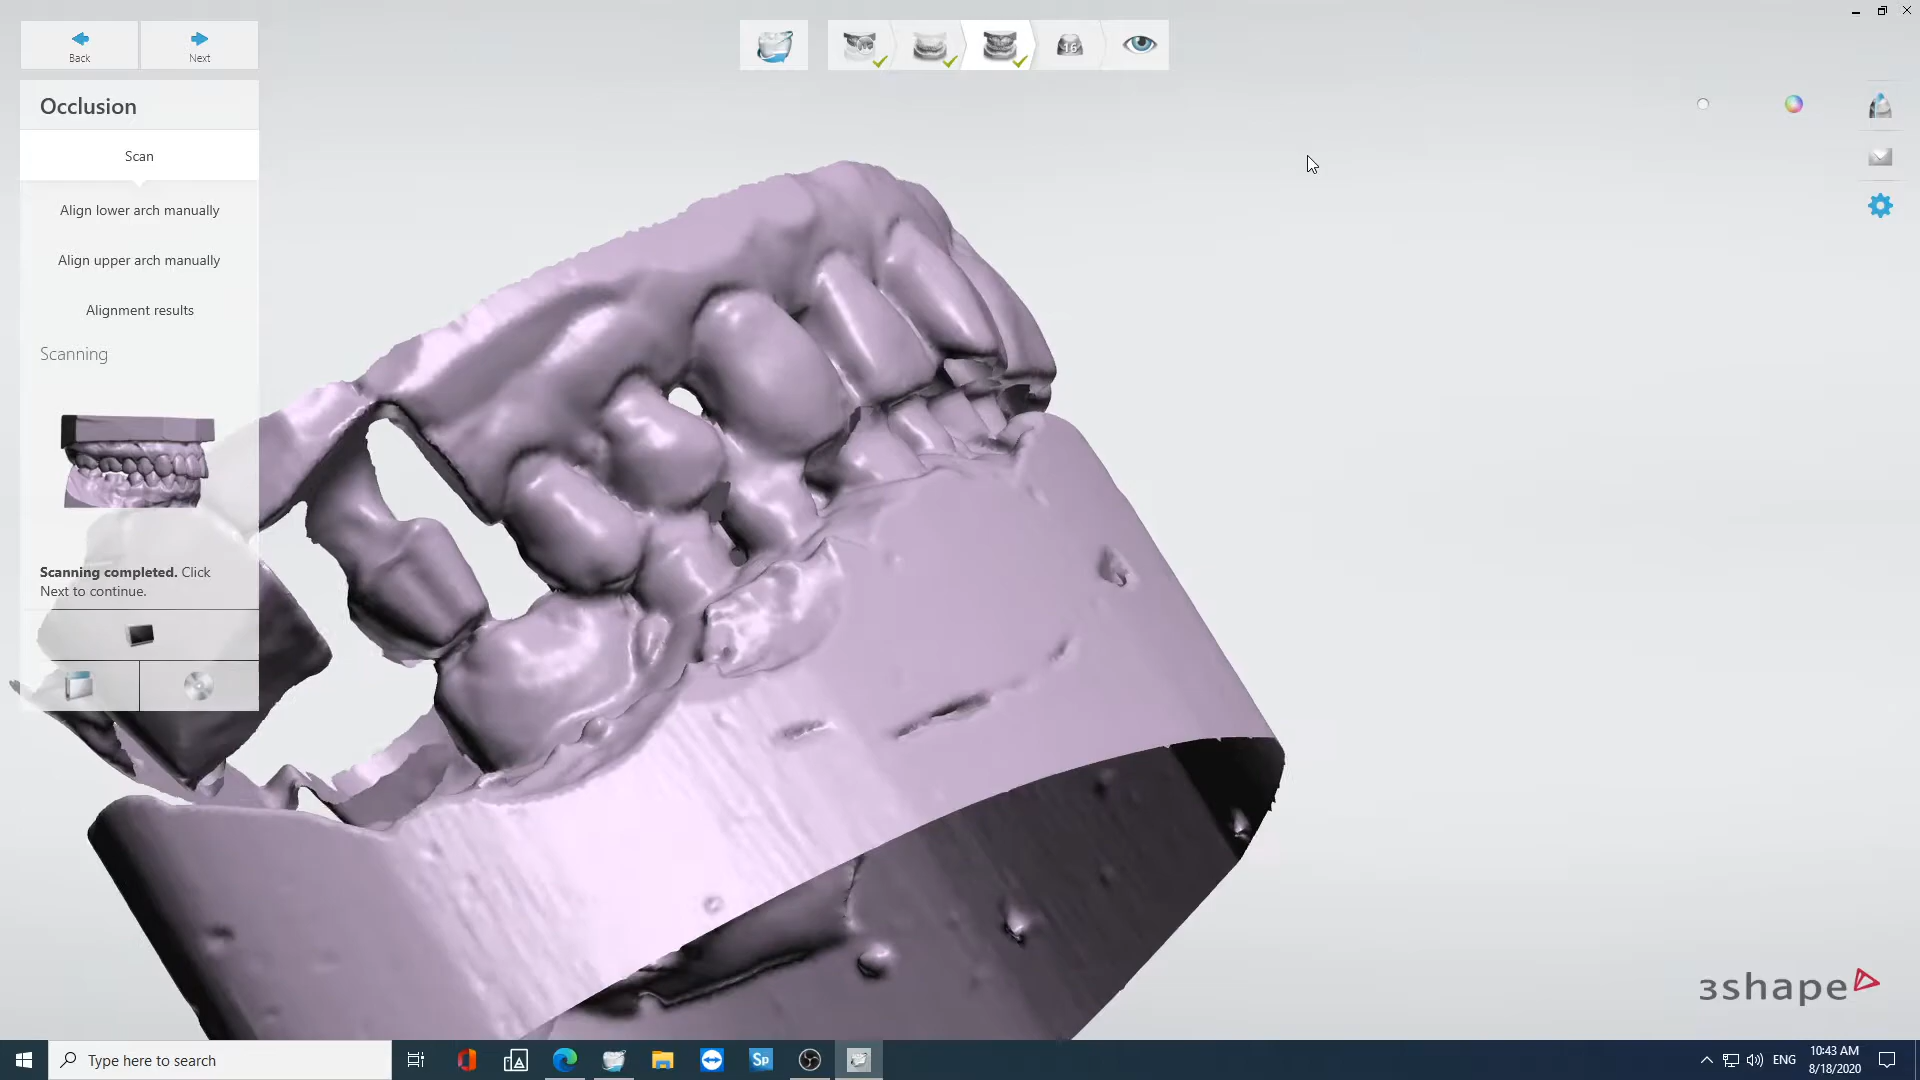 Back
Next
16
Occlusion
Scan
Align lower arch manually
Align upper arch manually
Alignment results
Scanning
Scanning completed. Click
Next to continue.
3shape
Type here to search
Sp
ENG
10:43 AM
8/18/2020